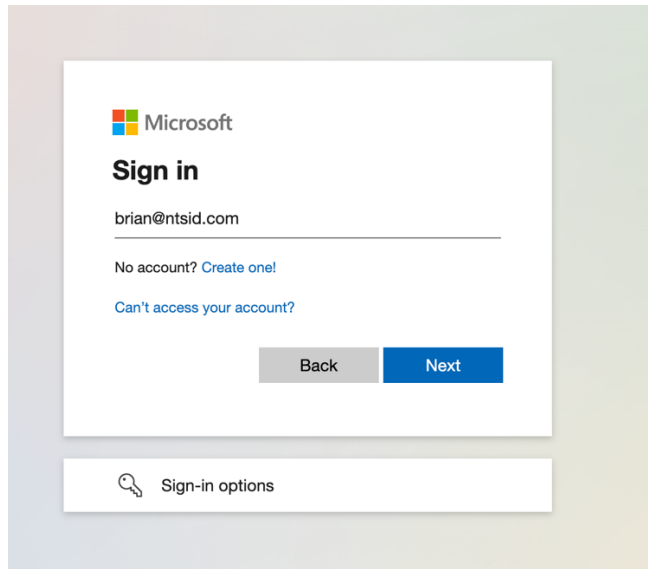 Microsoft
Sign in
brian@ntsid.com
No account? Create one!
Can't access your account?
Back Next
Sign-in options